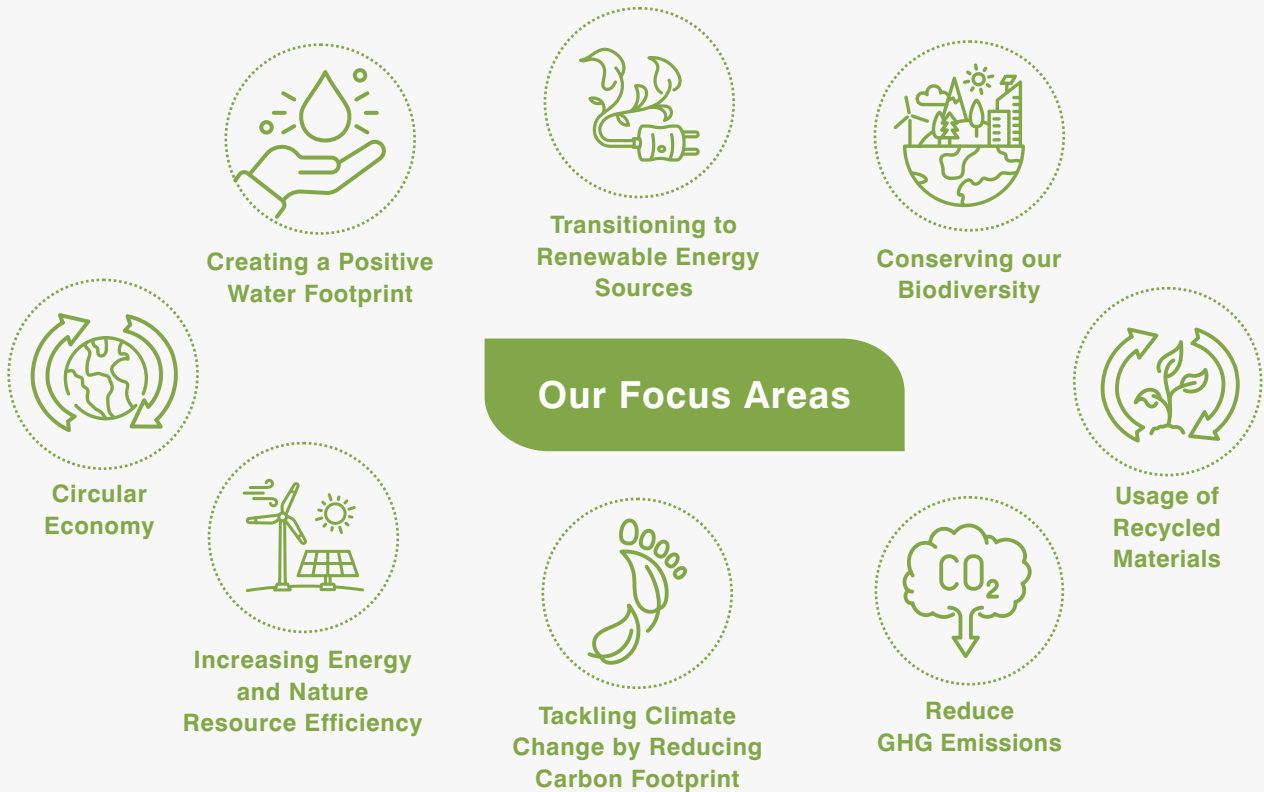 Creating a Positive
Water Footprint
Transitioning to
Renewable Energy
Sources
Conserving our
Biodiversity
Circular
Economy
Our Focus Areas
Usage of
Recycled
Materials
Increasing Energy
and Nature
Resource Efficiency
Tackling Climate
Change by Reducing
Carbon Footprint
CO₂
Reduce
GHG Emissions